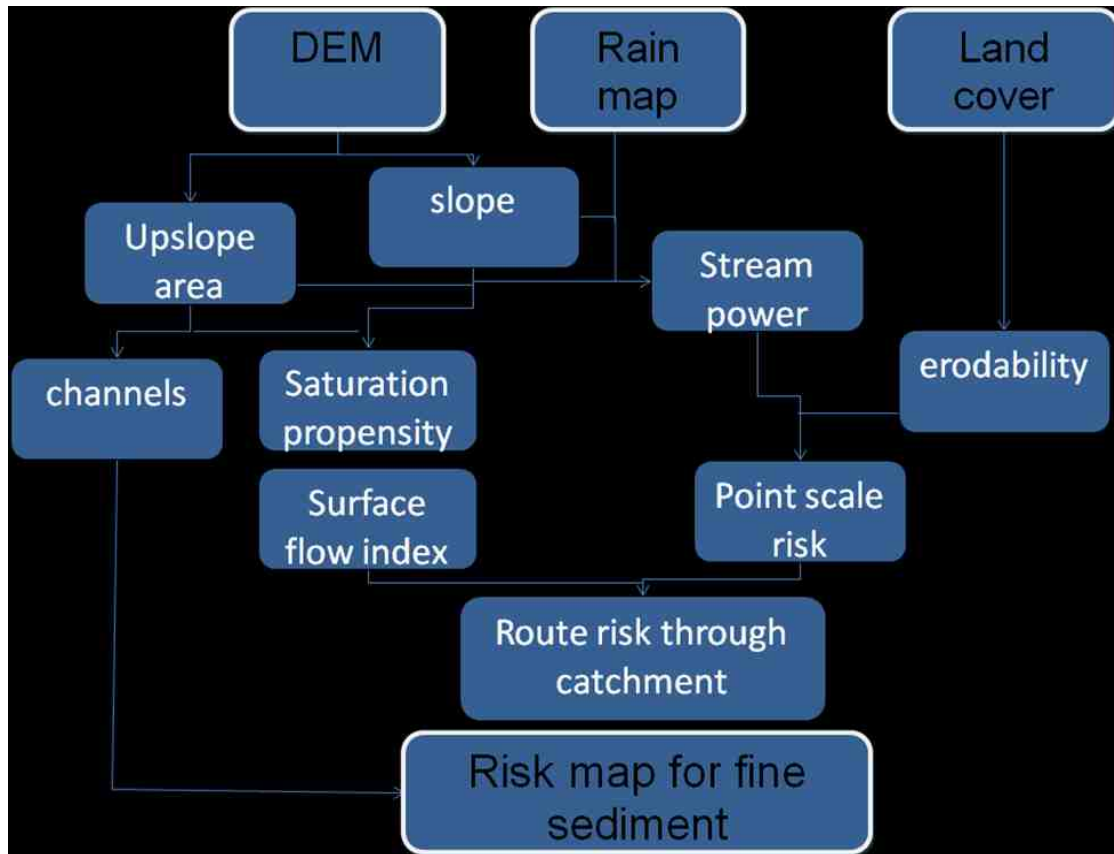 DEM
Rain
map
Land
cover
slope
Upslope
area
Stream
power
channels
Saturation
propensity
erodability
Surface
flow index
Point scale
risk
Route risk through
catchment
Risk map for fine
sediment